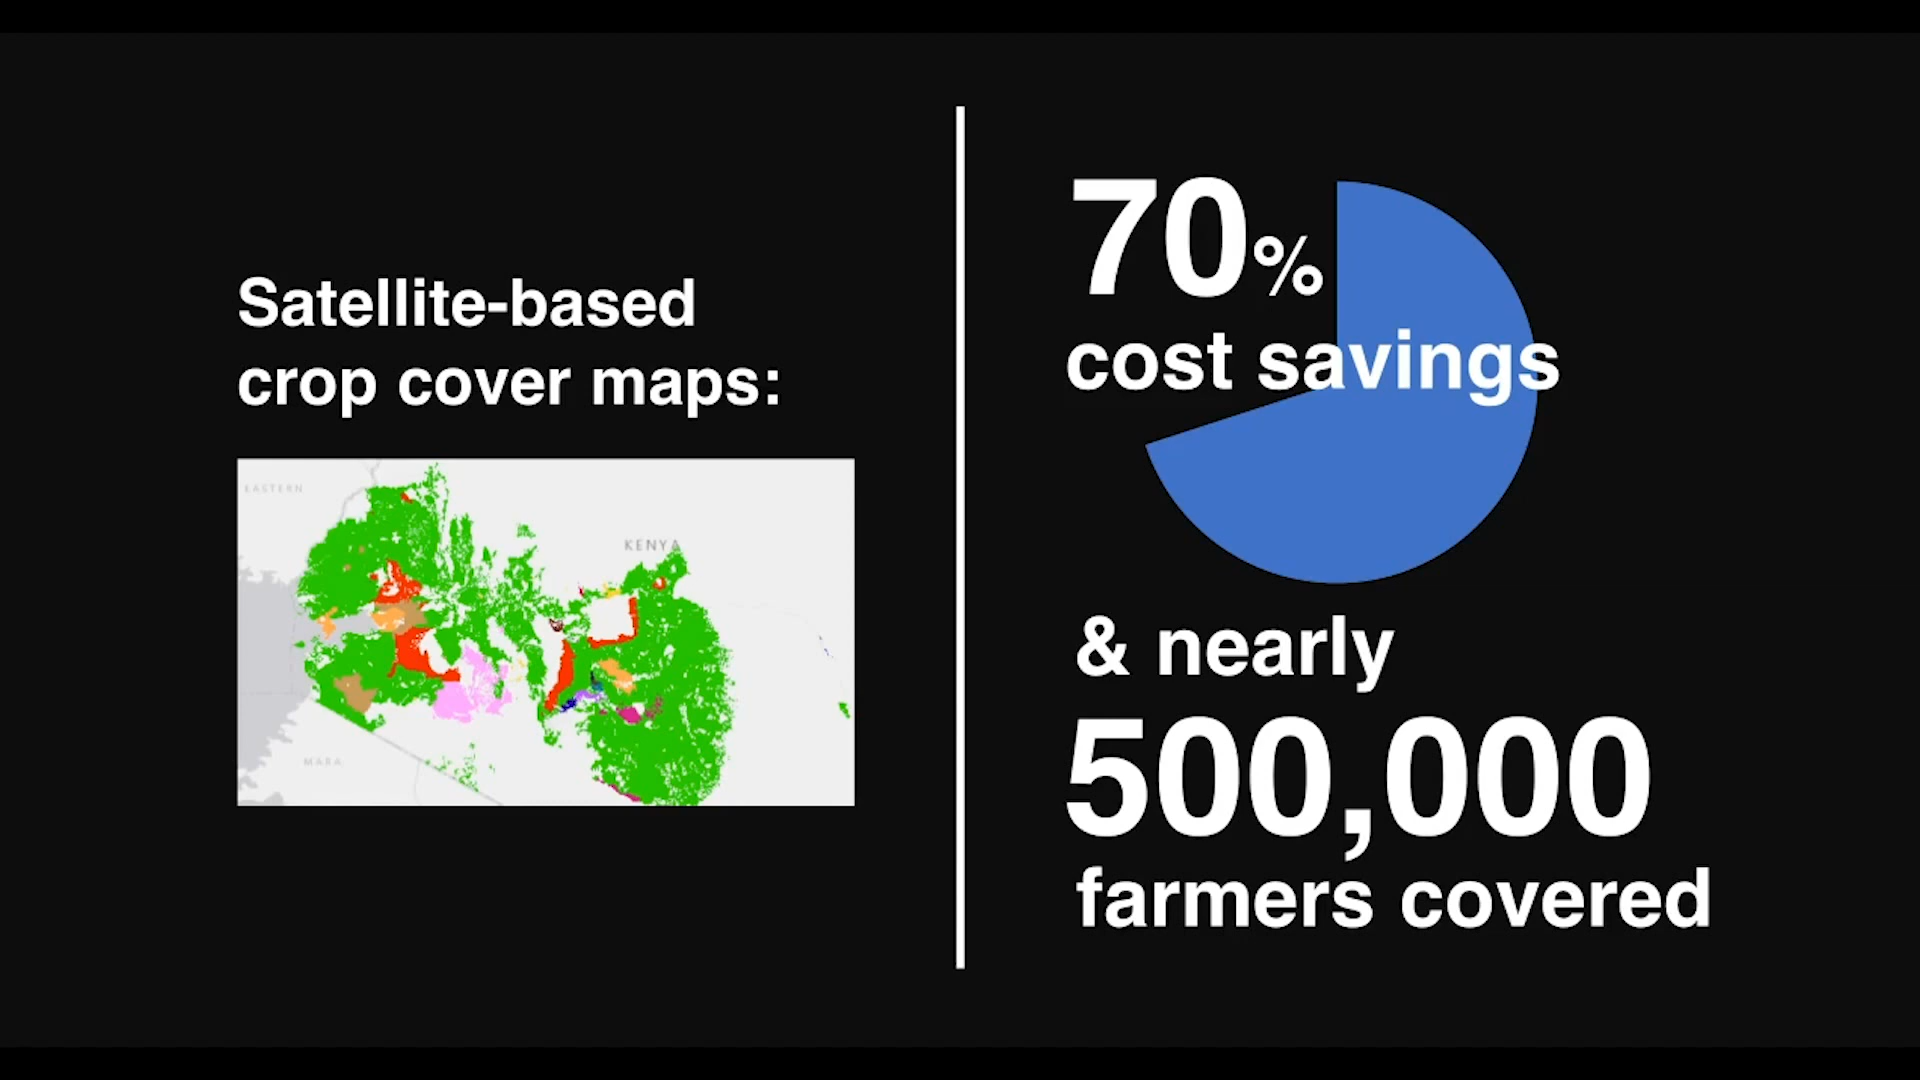 Satellite-based
crop cover maps:
EASTERN
KENYA
MARA
70%
cost savings
& nearly
500,000
farmers covered